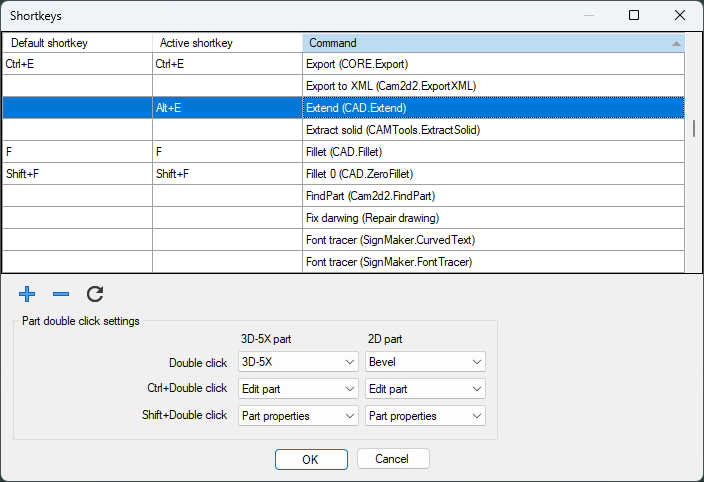 Shortkeys
Default shortkey Active shortkey Command
Ctrl+E Ctrl+E Export (CORE.Export)
Export to XML (Cam2d2.ExportXML)
Alt+E Extend (CAD.Extend)
Extract solid (CAMTools.ExtractSolid)
F F Fillet (CAD.Fillet)
Shift+F Shift+F Fillet 0 (CAD.ZeroFillet)
FindPart (Cam2d2.FindPart)
Fix darwing (Repair drawing)
Font tracer (SignMaker.CurvedText)
Font tracer (SignMaker.FontTracer)
Part double click settings
3D-5X part 2D part
Double click 3D-5X Bevel
Ctrl+Double click Edit part Edit part
Shift+Double click Part properties Part properties
OK Cancel